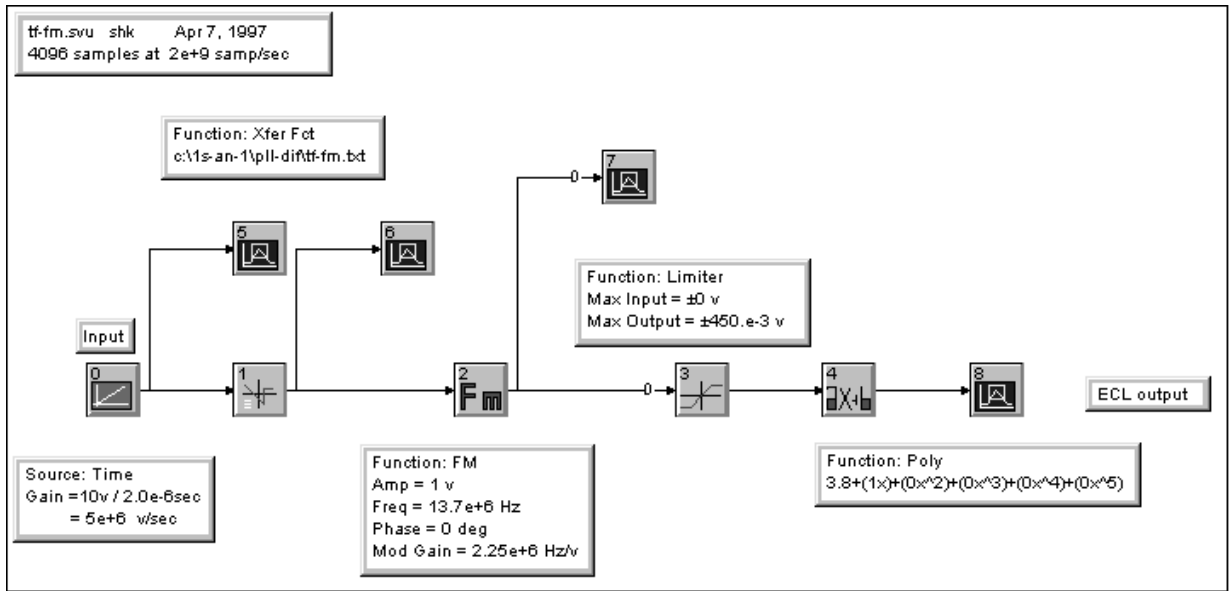 tf-fm.svu shk Apr 7, 1997
4096 samples at 2e+9 samp/sec
Function: Xfer Fct
c:\1s-an-1\pll-dif\tf-fm.txt
7
0
5
6
Function: Limiter
Max Input = ±0 v
Max Output = ±450.e-3 v
Input
0
1
2
Fm
0
3
4
X+
8
ECL output
Source: Time
Gain =10v / 2.0e-6sec
= 5e+6 v/sec
Function: FM
Amp = 1 v
Freq = 13.7e+6 Hz
Phase = 0 deg
Mod Gain = 2.25e+6 Hz/v
Function: Poly
3.8+(1x)+(0x^2)+(0x^3)+(0x^4)+(0x^5)